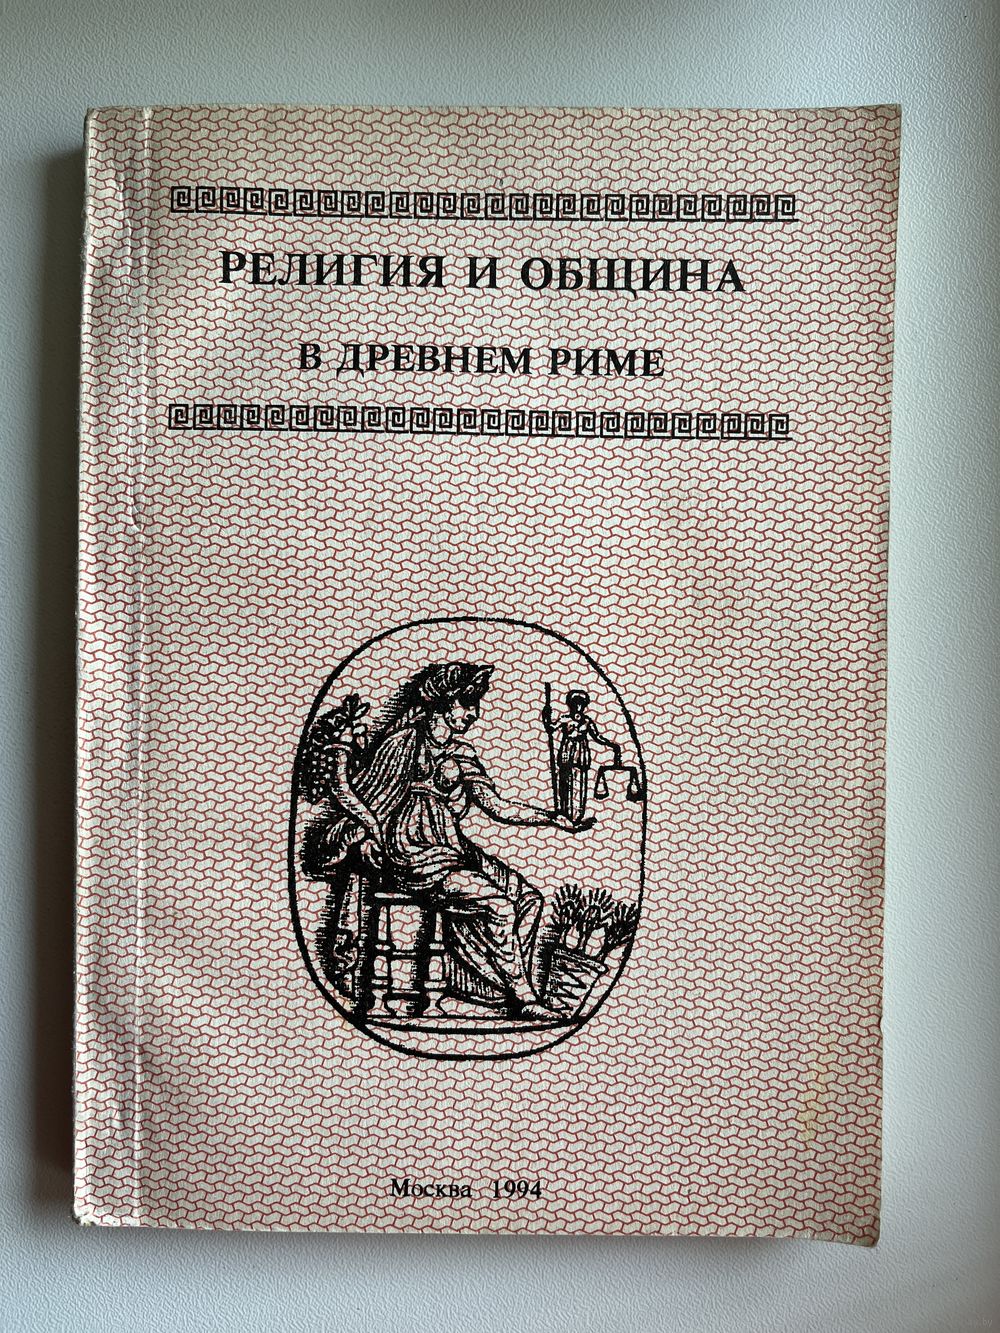 РЕЛИГИЯ И ОБЩИНА
В ДРЕВНЕМ РИМЕ
Москва 1994